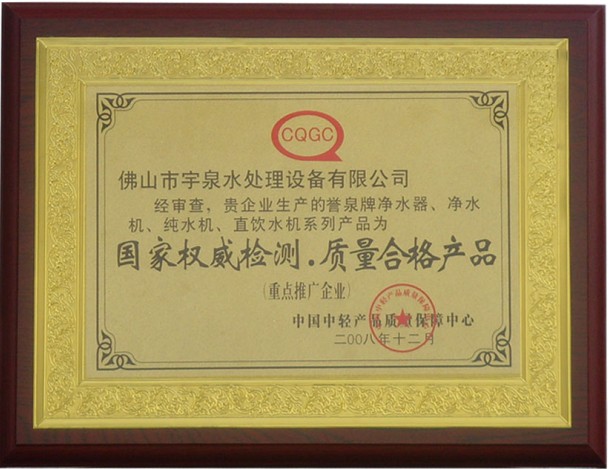 CQGC
佛山市宇泉水处理设备有限公司
经审查，贵企业生产的誉泉牌净水器、净水
机、纯水机、直饮水机系列产品为
国家权威检测.质量合格产品
(重点推广企业)
中国中轻产品质量保障中心
二00八年十二月